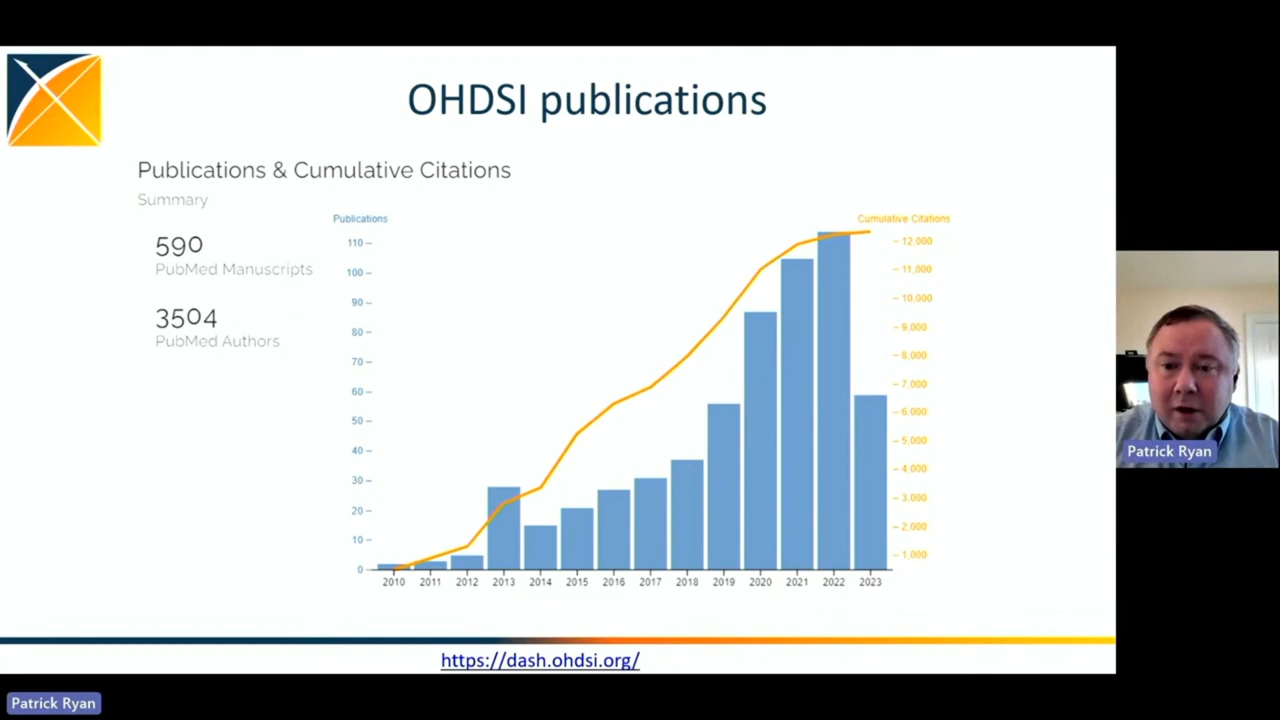 OHDSI publications
Publications & Cumulative Citations
Summary
590
PubMed Manuscripts
3504
PubMed Authors
Publications
Cumulative Citations
110
100
90
80
70
60
50
40
30
20
10
0
12,000
11,000
10,000
9,000
8,000
7,000
6,000
5,000
4,000
3,000
2,000
1,000
2010 2011 2012 2013 2014 2015 2016 2017 2018 2019 2020 2021 2022 2023
https://dash.ohdsi.org/
Patrick Ryan
Patrick Ryan